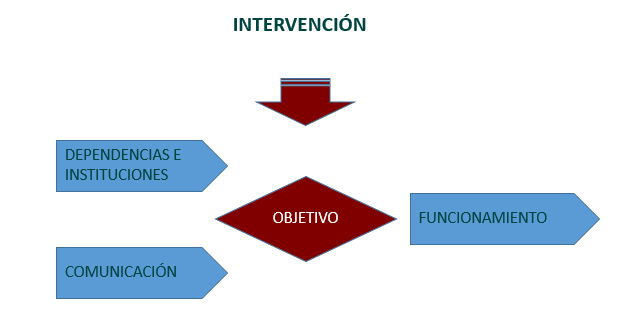 INTERVENCIÓN
DEPENDENCIAS E
INSTITUCIONES
OBJETIVO
FUNCIONAMIENTO
COMUNICACIÓN